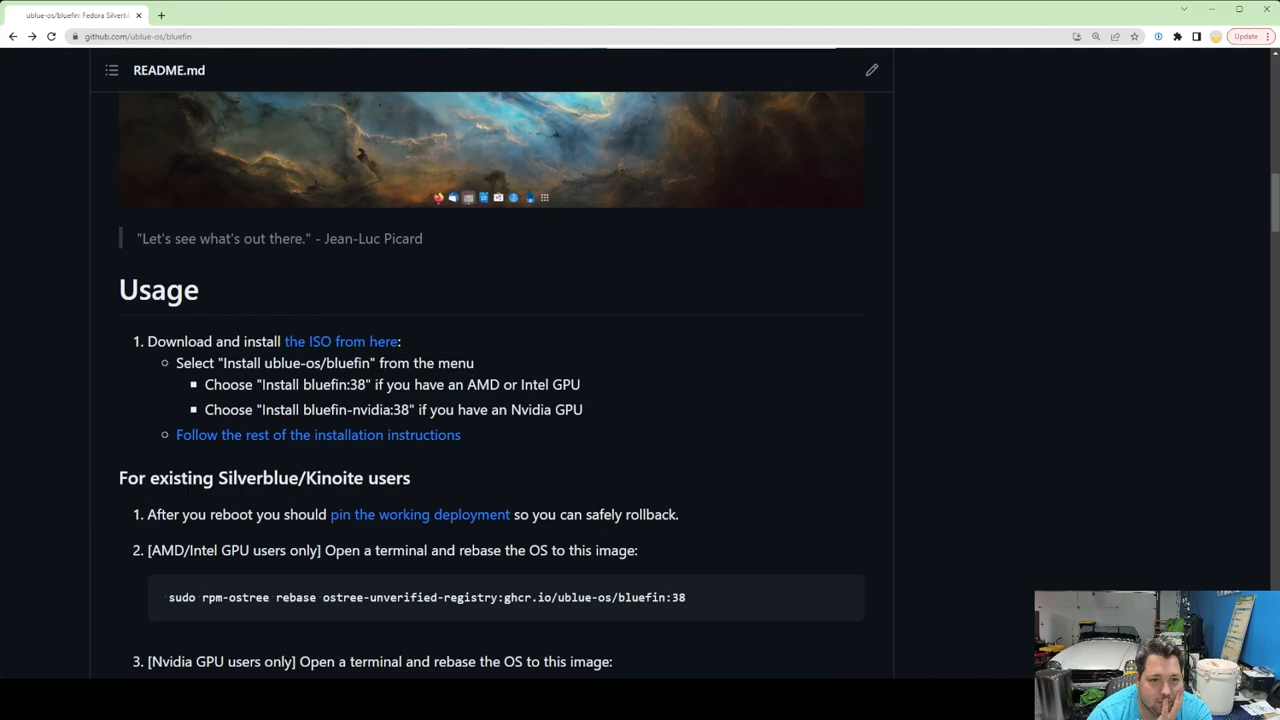 ublue-os/bluefin: Fedora Silverbl
github.com/ublue-os/bluefin
Update
README.md
"Let's see what's out there." - Jean-Luc Picard
Usage
1. Download and install the ISO from here:
Select "Install ublue-os/bluefin" from the menu
Choose "Install bluefin:38" if you have an AMD or Intel GPU
Choose "Install bluefin-nvidia:38" if you have an Nvidia GPU
Follow the rest of the installation instructions
For existing Silverblue/Kinoite users
1. After you reboot you should pin the working deployment so you can safely rollback.
2. [AMD/Intel GPU users only] Open a terminal and rebase the OS to this image:
sudo rpm-ostree rebase ostree-unverified-registry:ghcr.io/ublue-os/bluefin:38
3. [Nvidia GPU users only] Open a terminal and rebase the OS to this image: